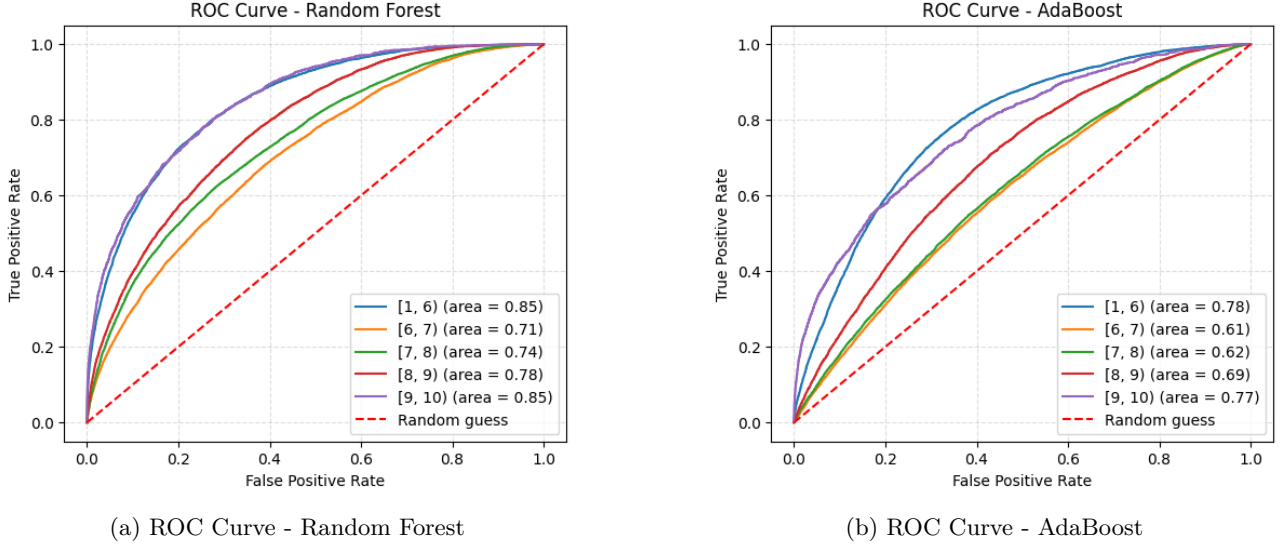 ROC Curve - Random Forest
True Positive Rate
1.0
0.8
0.6
0.4
0.2
0.0
[1, 6) (area = 0.85)
[6, 7) (area = 0.71)
[7, 8) (area = 0.74)
[8, 9) (area = 0.78)
[9, 10) (area = 0.85)
Random guess
0.0 0.2 0.4 0.6 0.8 1.0
False Positive Rate
(a) ROC Curve - Random Forest
ROC Curve - AdaBoost
True Positive Rate
1.0
0.8
0.6
0.4
0.2
0.0
[1, 6) (area = 0.78)
[6, 7) (area = 0.61)
[7, 8) (area = 0.62)
[8, 9) (area = 0.69)
[9, 10) (area = 0.77)
Random guess
0.0 0.2 0.4 0.6 0.8 1.0
False Positive Rate
(b) ROC Curve - AdaBoost